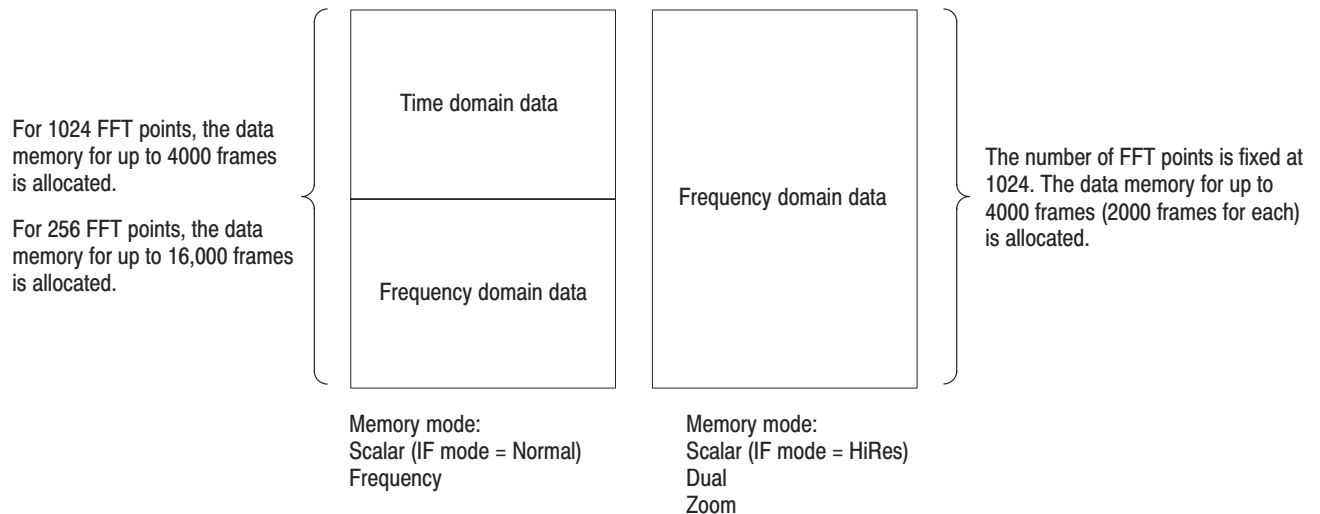 For 1024 FFT points, the data
memory for up to 4000 frames
is allocated.
For 256 FFT points, the data
memory for up to 16,000 frames
is allocated.
Time domain data
Frequency domain data
Memory mode:
Scalar (IF mode = Normal)
Frequency
Frequency domain data
Memory mode:
Scalar (IF mode = HiRes)
Dual
Zoom
The number of FFT points is fixed at
1024. The data memory for up to
4000 frames (2000 frames for each)
is allocated.